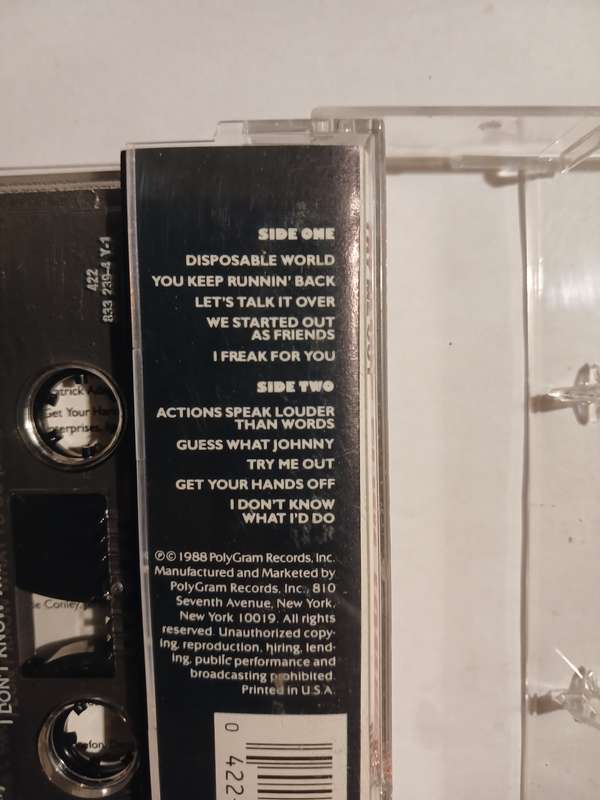 SIDE ONE
DISPOSABLE WORLD
YOU KEEP RUNNIN' BACK
LET'S TALK IT OVER
WE STARTED OUT
AS FRIENDS
I FREAK FOR YOU
SIDE TWO
ACTIONS SPEAK LOUDER
THAN WORDS
GUESS WHAT JOHNNY
TRY ME OUT
GET YOUR HANDS OFF
I DON'T KNOW
WHAT I'D DO
℗© 1988 PolyGram Records, Inc.
Manufactured and Marketed by
PolyGram Records, Inc., 810
Seventh Avenue, New York,
New York 10019. All rights
reserved. Unauthorized copy-
ing, reproduction, hiring, lend-
ing, public performance and
broadcasting prohibited.
Printed in U.S.A.
0 422
422
833 239-4 Y-1
Get Your
Conley
I DON'T KNOW